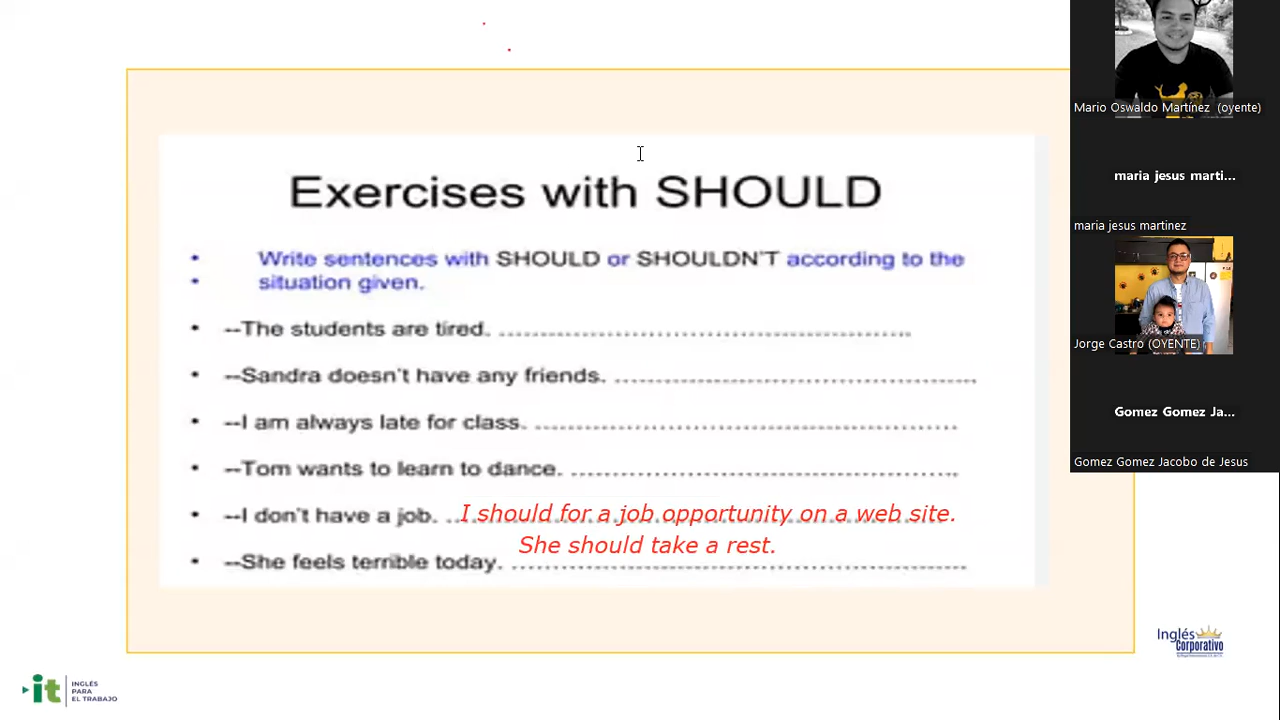 Exercises with SHOULD
• Write sentences with SHOULD or SHOULDN'T according to the
• situation given.
• --The students are tired. ........................................................
• --Sandra doesn't have any friends. .................................................
• --I am always late for class. .........................................................
• --Tom wants to learn to dance. ....................................................
• --I don't have a job. ..I should for a job opportunity on a web site.
She should take a rest.
• --She feels terrible today. .............................................................
Mario Oswaldo Martínez (oyente)
maria jesus marti...
maria jesus martinez
Jorge Castro (OYENTE)
Gomez Gomez Ja...
Gomez Gomez Jacobo de Jesus
it
INGLÉS
PARA
EL TRABAJO
Inglés
Corporativo